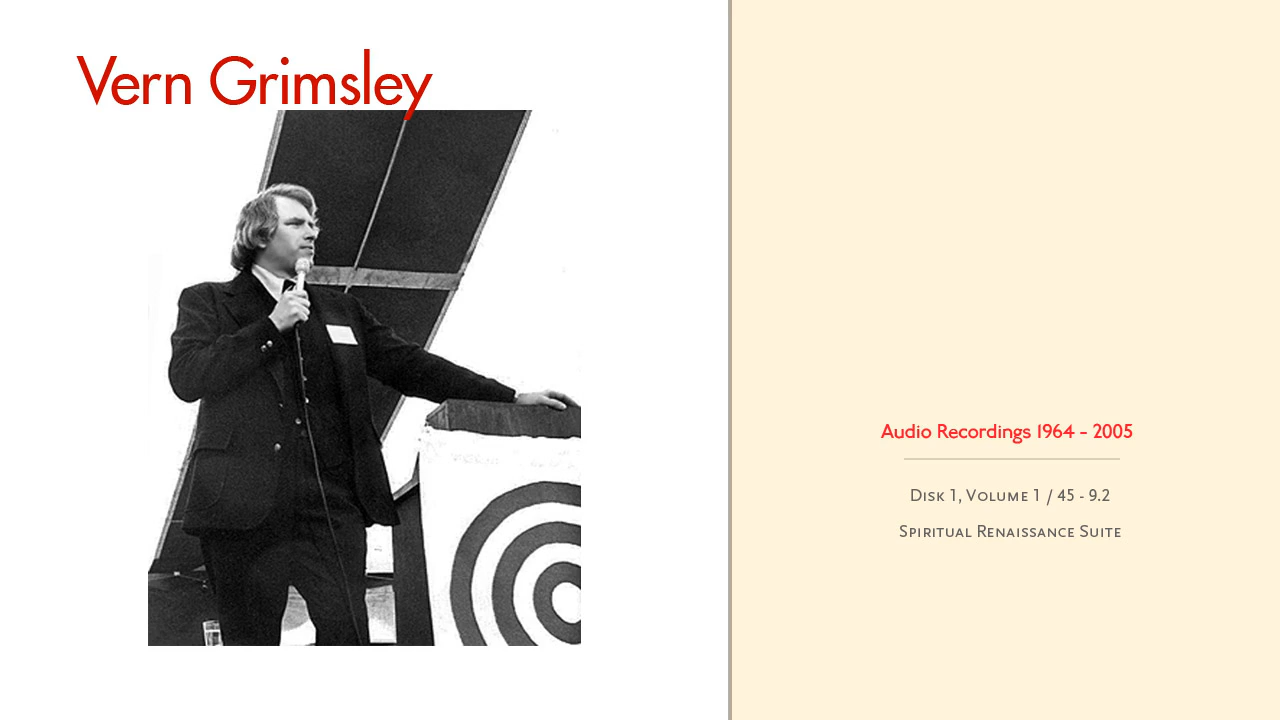 Vern Grimsley
Audio Recordings 1964 - 2005
Disk 1, Volume 1 / 45 - 9.2
Spiritual Renaissance Suite